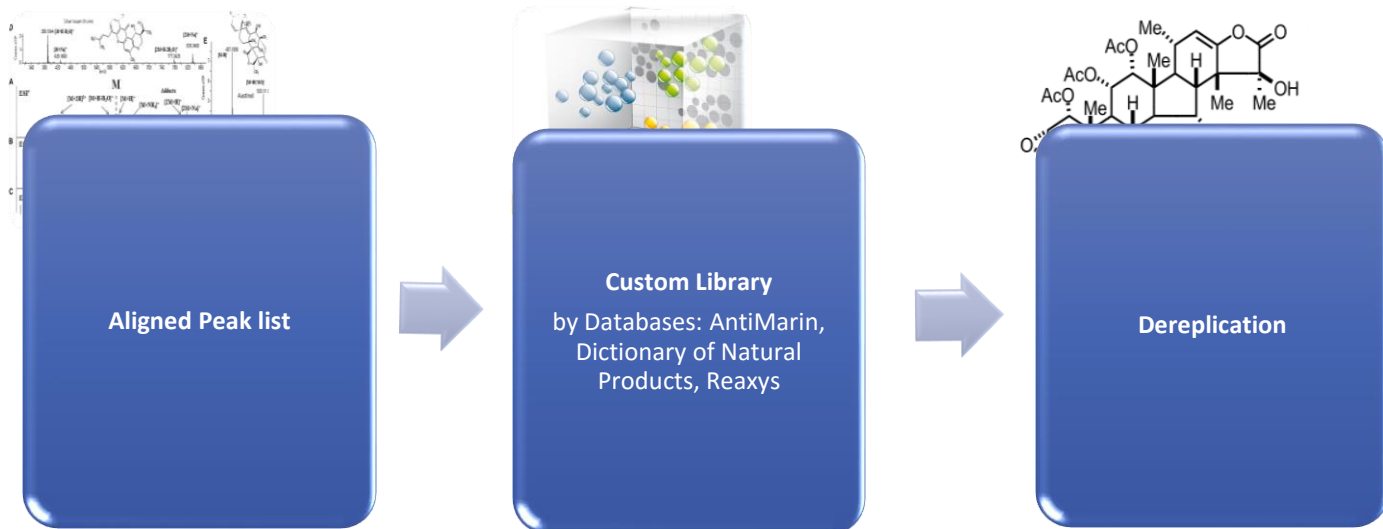 D
E
A
M
Adducts
B
C
AcO
AcO
AcO
Me
Me
H
H
Me
Me
O
O
OH
O
Aligned Peak list
Custom Library
by Databases: AntiMarin,
Dictionary of Natural
Products, Reaxys
Dereplication